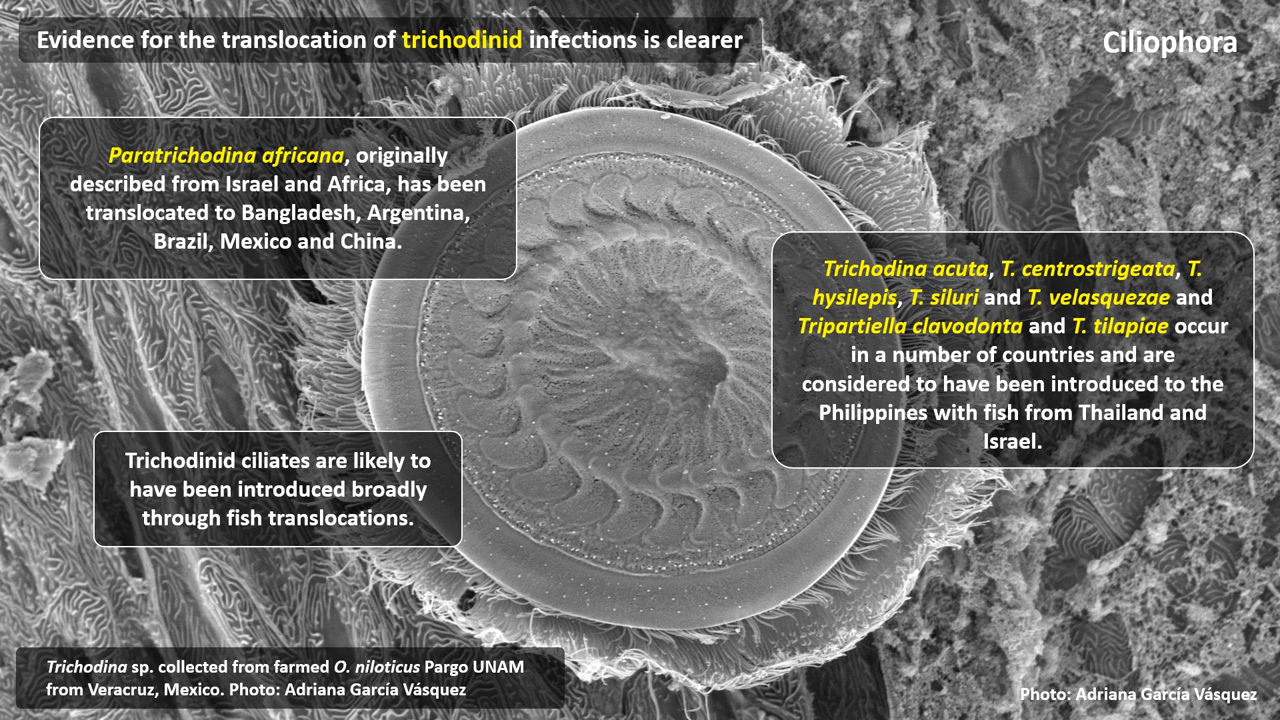 Evidence for the translocation of trichodinid infections is clearer
Ciliophora
Paratrichodina africana, originally
described from Israel and Africa, has been
translocated to Bangladesh, Argentina,
Brazil, Mexico and China.
Trichodina acuta, T. centrostrigeata, T.
hysilepis, T. siluri and T. velasquezae and
Tripartiella clavodonta and T. tilapiae occur
in a number of countries and are
considered to have been introduced to the
Philippines with fish from Thailand and
Israel.
Trichodinid ciliates are likely to
have been introduced broadly
through fish translocations.
Trichodina sp. collected from farmed O. niloticus Pargo UNAM
from Veracruz, Mexico. Photo: Adriana García Vásquez
Photo: Adriana García Vásquez